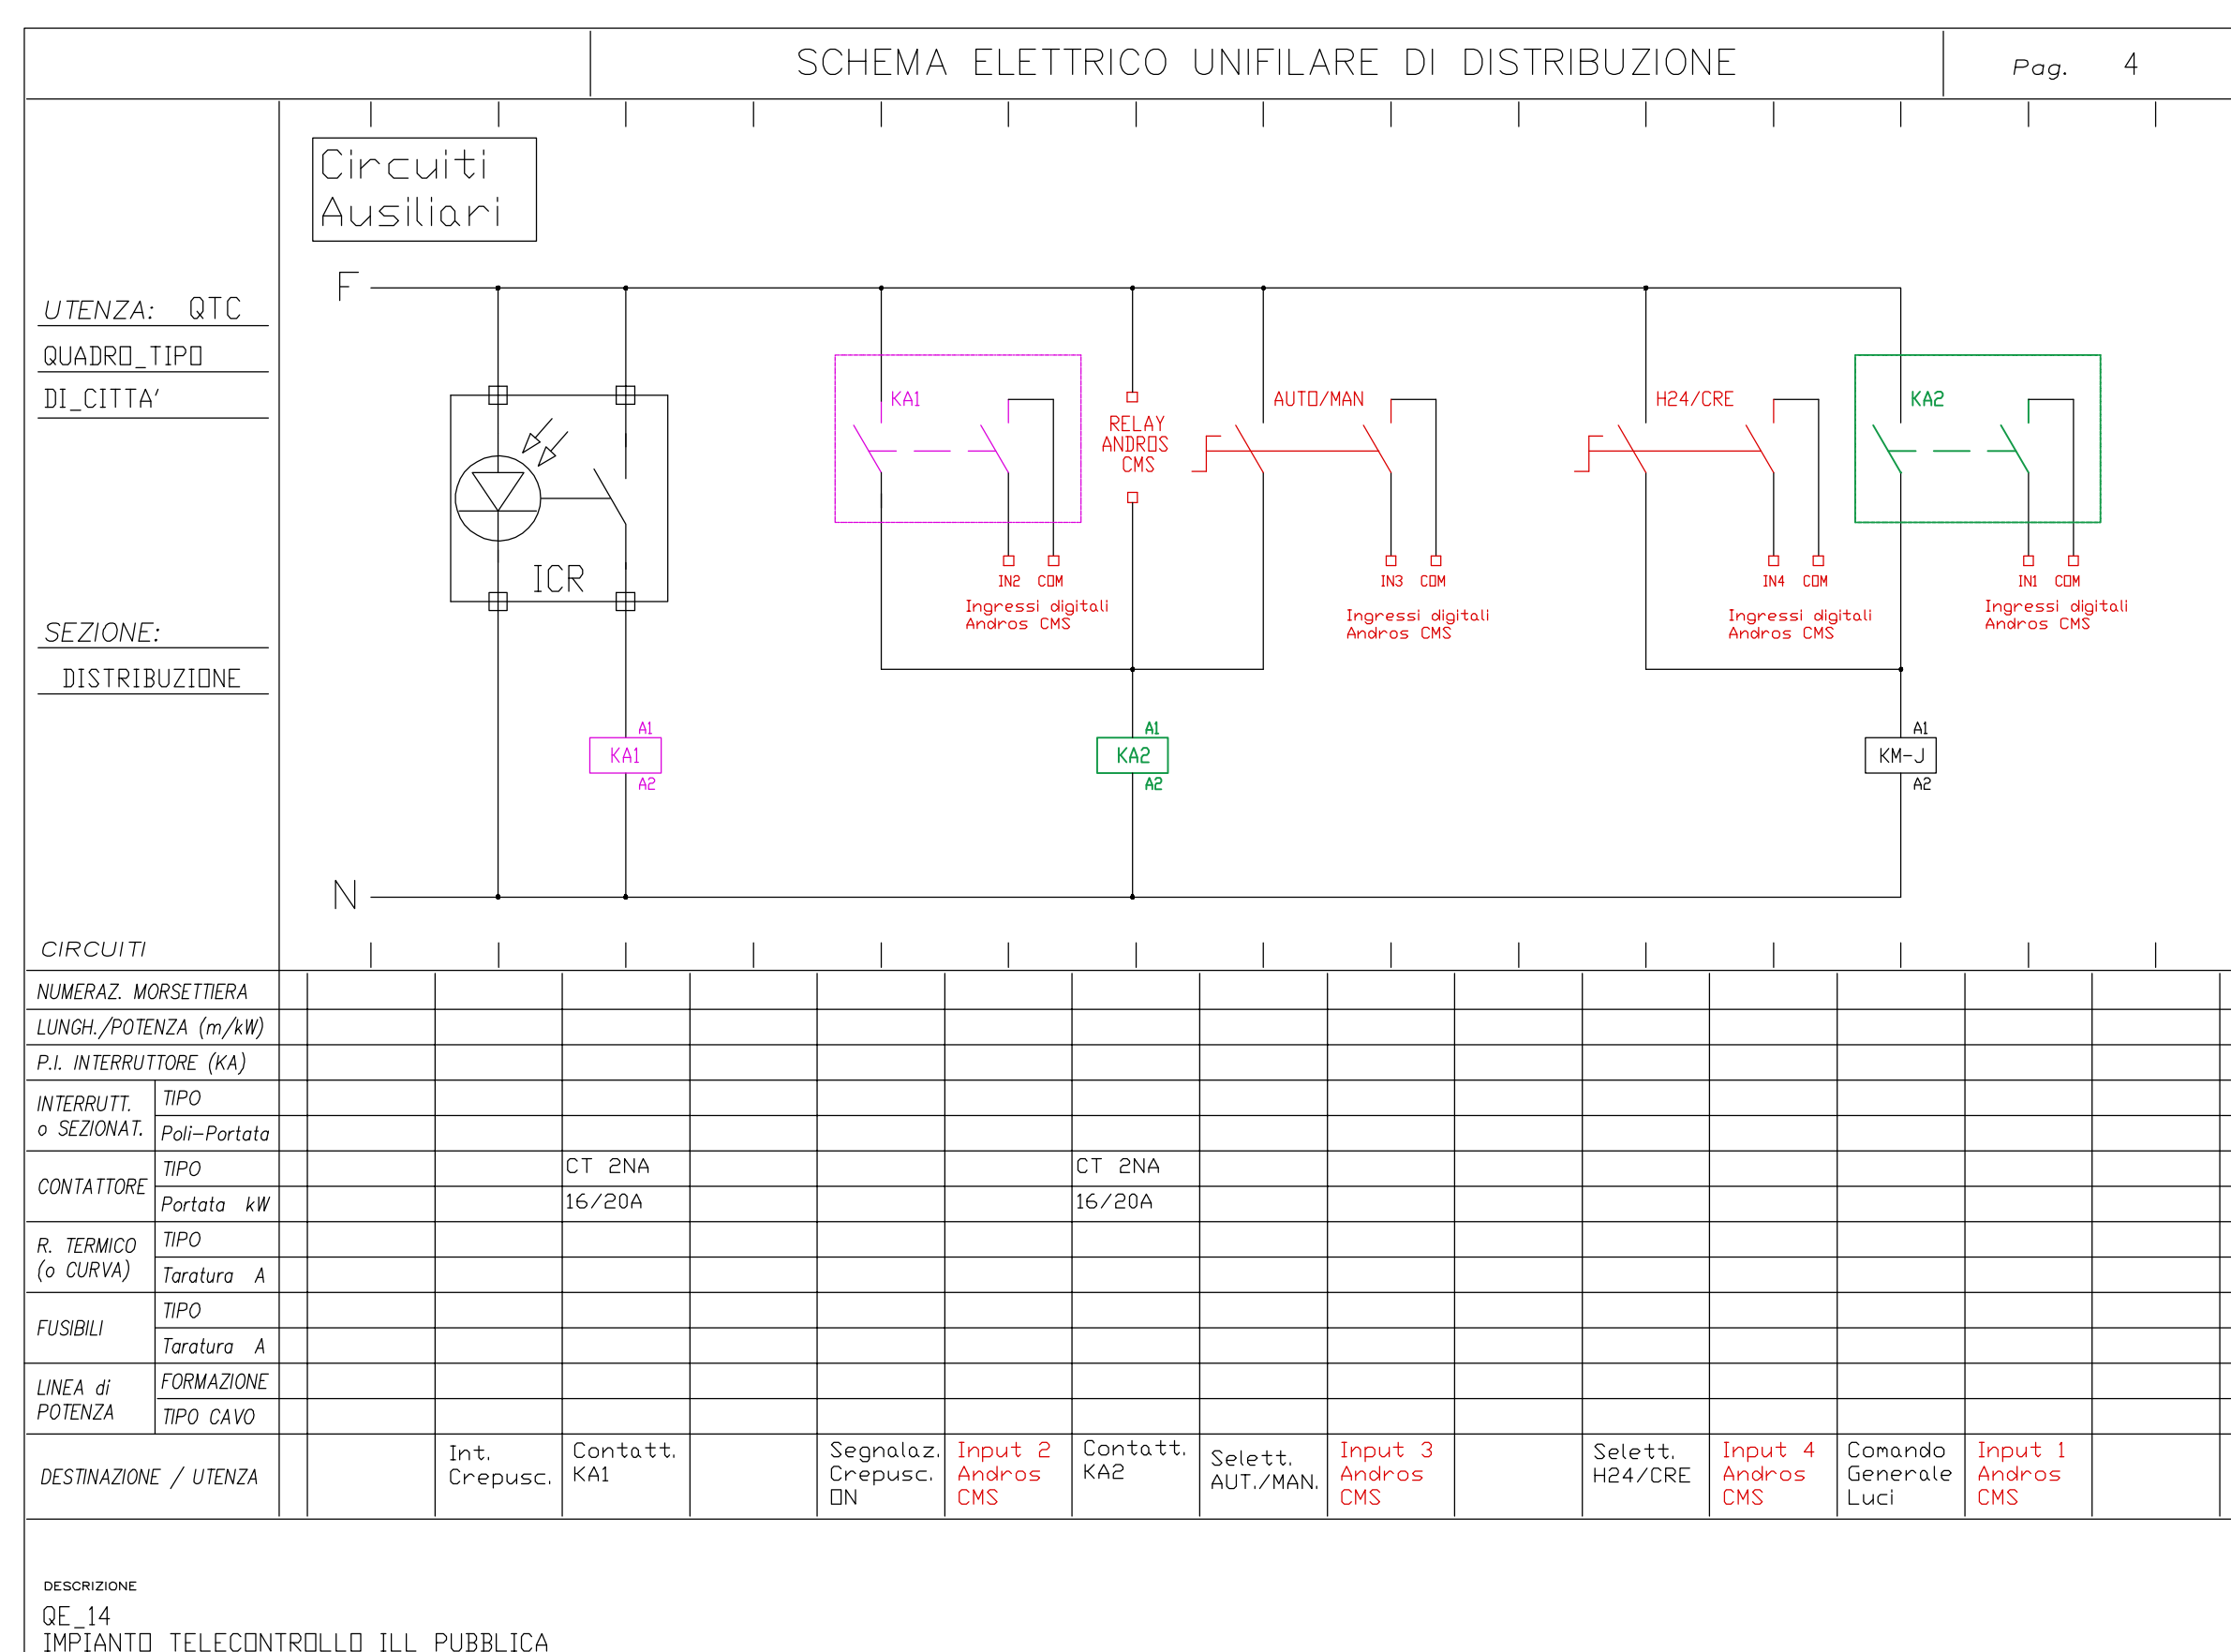 SCHEMA ELETTRICO UNIFILARE DI DISTRIBUZIONE
Pag. 4
Circuiti
Ausiliari
UTENZA: QTC
QUADRO_TIPO
DI_CITTA'
SEZIONE:
DISTRIBUZIONE
F
ICR
KA1
RELAY
ANDROS
CMS
AUTO/MAN
H24/CRE
KA2
IN2 COM
Ingressi digitali
Andros CMS
IN3 COM
Ingressi digitali
Andros CMS
IN4 COM
Ingressi digitali
Andros CMS
IN1 COM
Ingressi digitali
Andros CMS
A1
KA1
A2
A1
KA2
A2
A1
KM-J
A2
N
CIRCUITI
NUMERAZ. MORSETTIERA
LUNGH./POTENZA (m/kW)
P.I. INTERRUTTORE (KA)
INTERRUTT.
o SEZIONAT.
TIPO
Poli-Portata
CONTATTORE
TIPO
CT 2NA
CT 2NA
Portata kW
16/20A
16/20A
R. TERMICO
(o CURVA)
TIPO
Taratura A
FUSIBILI
TIPO
Taratura A
LINEA di
POTENZA
FORMAZIONE
TIPO CAVO
DESTINAZIONE / UTENZA
Int.
Crepusc.
Contatt.
KA1
Segnalaz.
Crepusc.
ON
Input 2
Andros
CMS
Contatt.
KA2
Selett.
AUT./MAN.
Input 3
Andros
CMS
Selett.
H24/CRE
Input 4
Andros
CMS
Comando
Generale
Luci
Input 1
Andros
CMS
DESCRIZIONE
QE_14
IMPIANTO TELECONTROLLO ILL PUBBLICA